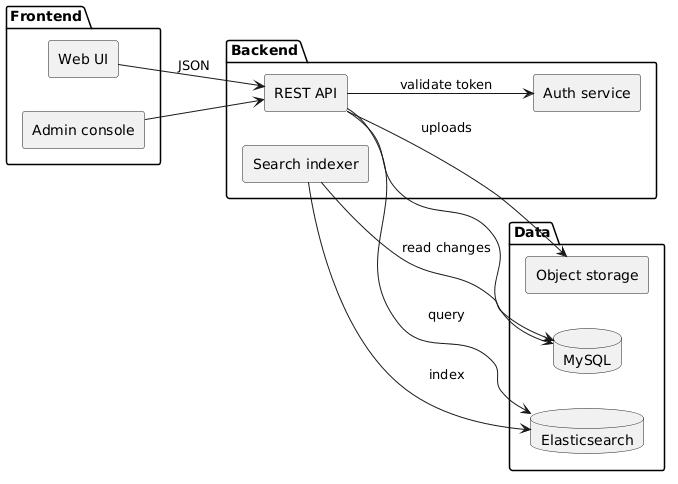 Frontend
Web UI
Admin console
JSON
Backend
REST API
validate token
Auth service
uploads
Search indexer
Data
read changes
Object storage
query
MySQL
index
Elasticsearch